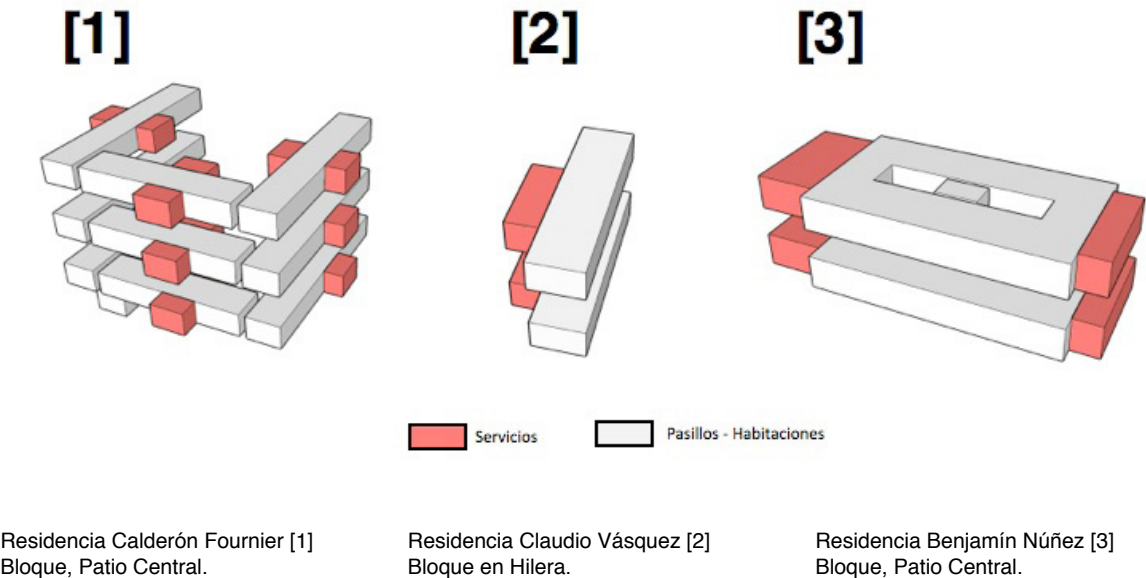 [1]
[2]
[3]
Servicios
Pasillos - Habitaciones
Residencia Calderón Fournier [1]
Bloque, Patio Central.
Residencia Claudio Vásquez [2]
Bloque en Hilera.
Residencia Benjamín Núñez [3]
Bloque, Patio Central.